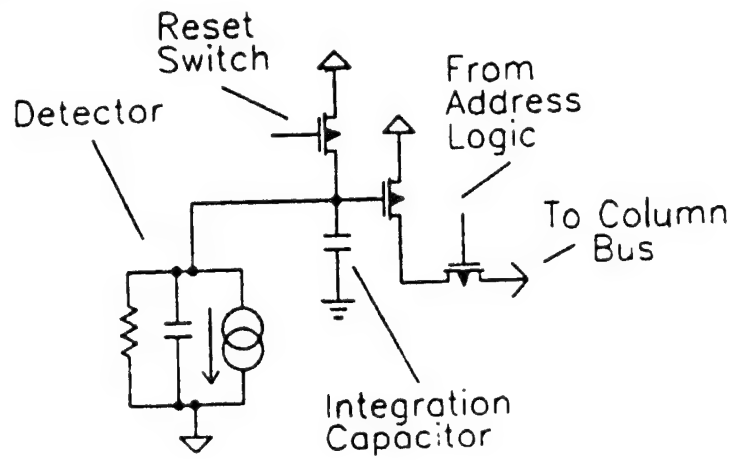 Reset
Switch
From
Address
Logic
Detector
To Column
Bus
Integration
Capacitor